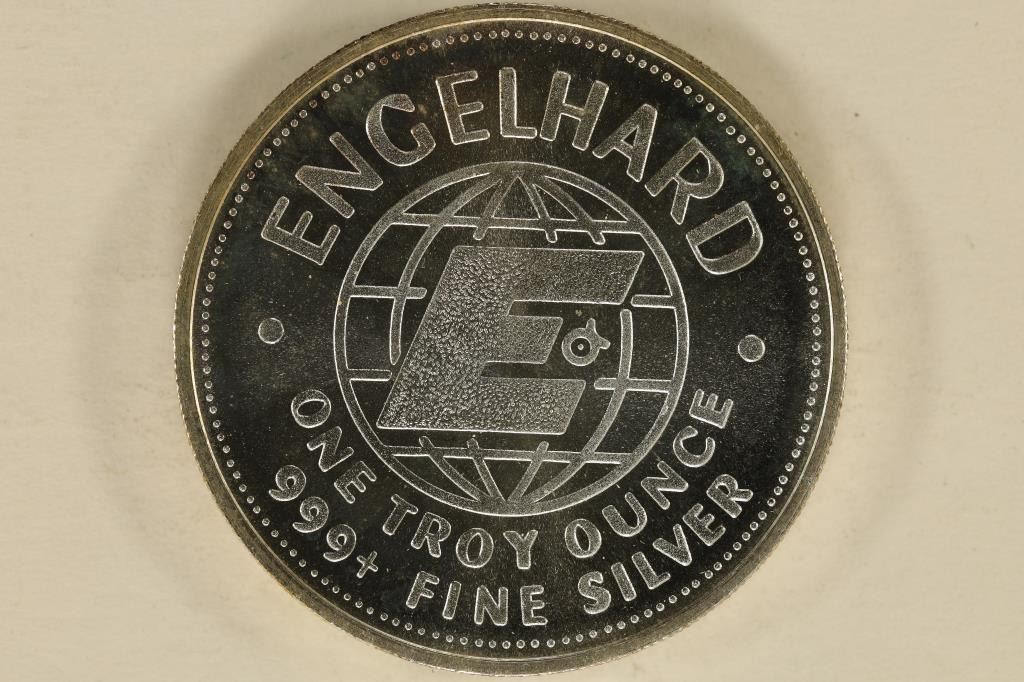 ENGELHARD
E
ONE TROY OUNCE
999+ FINE SILVER